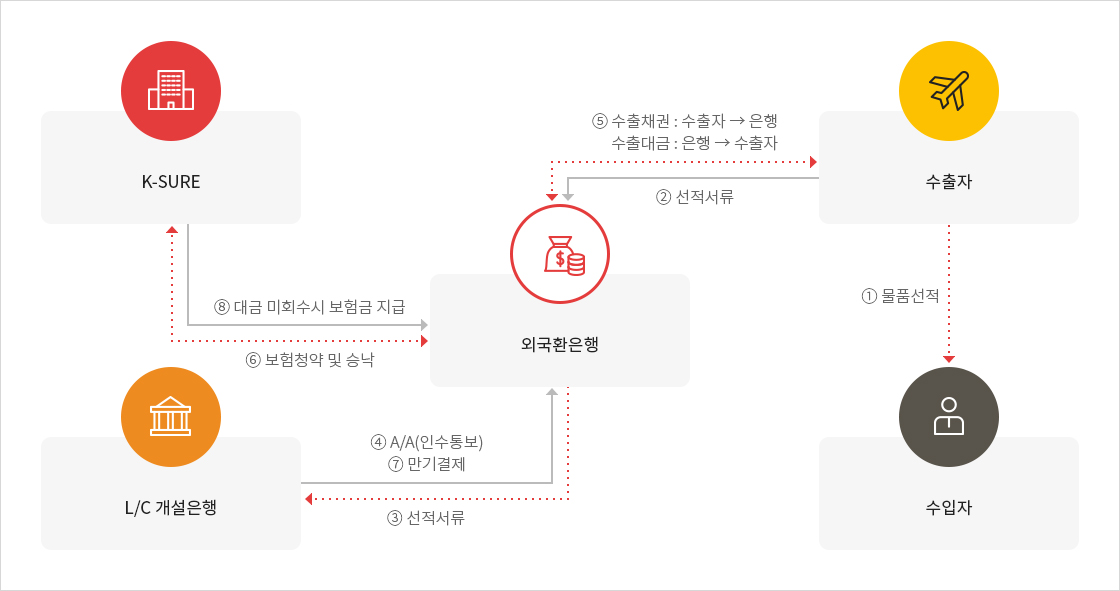 K-SURE
⑤ 수출채권 : 수출자 → 은행
수출대금 : 은행 → 수출자
② 선적서류
수출자
① 물품선적
⑧ 대금 미회수시 보험금 지급
⑥ 보험청약 및 승낙
$
외국환은행
④ A/A(인수통보)
⑦ 만기결제
③ 선적서류
L/C 개설은행
수입자